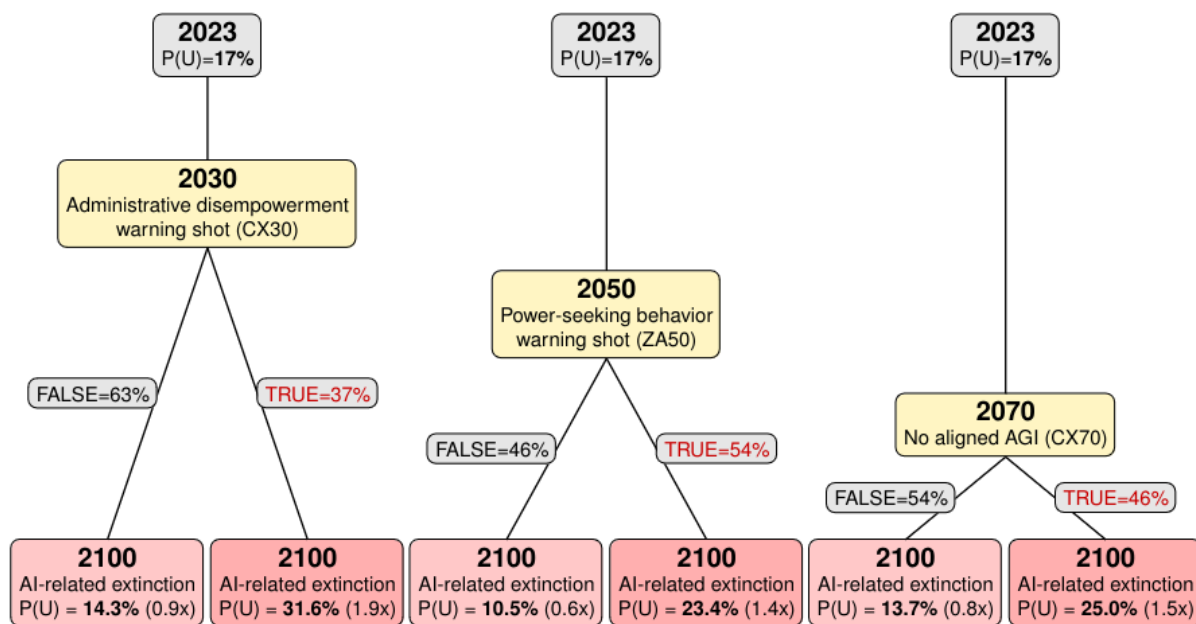 2023
P(U)=17%
2023
P(U)=17%
2023
P(U)=17%
2030
Administrative disempowerment
warning shot (CX30)
2050
Power-seeking behavior
warning shot (ZA50)
2070
No aligned AGI (CX70)
FALSE=63%
TRUE=37%
FALSE=46%
TRUE=54%
FALSE=54%
TRUE=46%
2100
AI-related extinction
P(U) = 14.3% (0.9x)
2100
AI-related extinction
P(U) = 31.6% (1.9x)
2100
AI-related extinction
P(U) = 10.5% (0.6x)
2100
AI-related extinction
P(U) = 23.4% (1.4x)
2100
AI-related extinction
P(U) = 13.7% (0.8x)
2100
AI-related extinction
P(U) = 25.0% (1.5x)